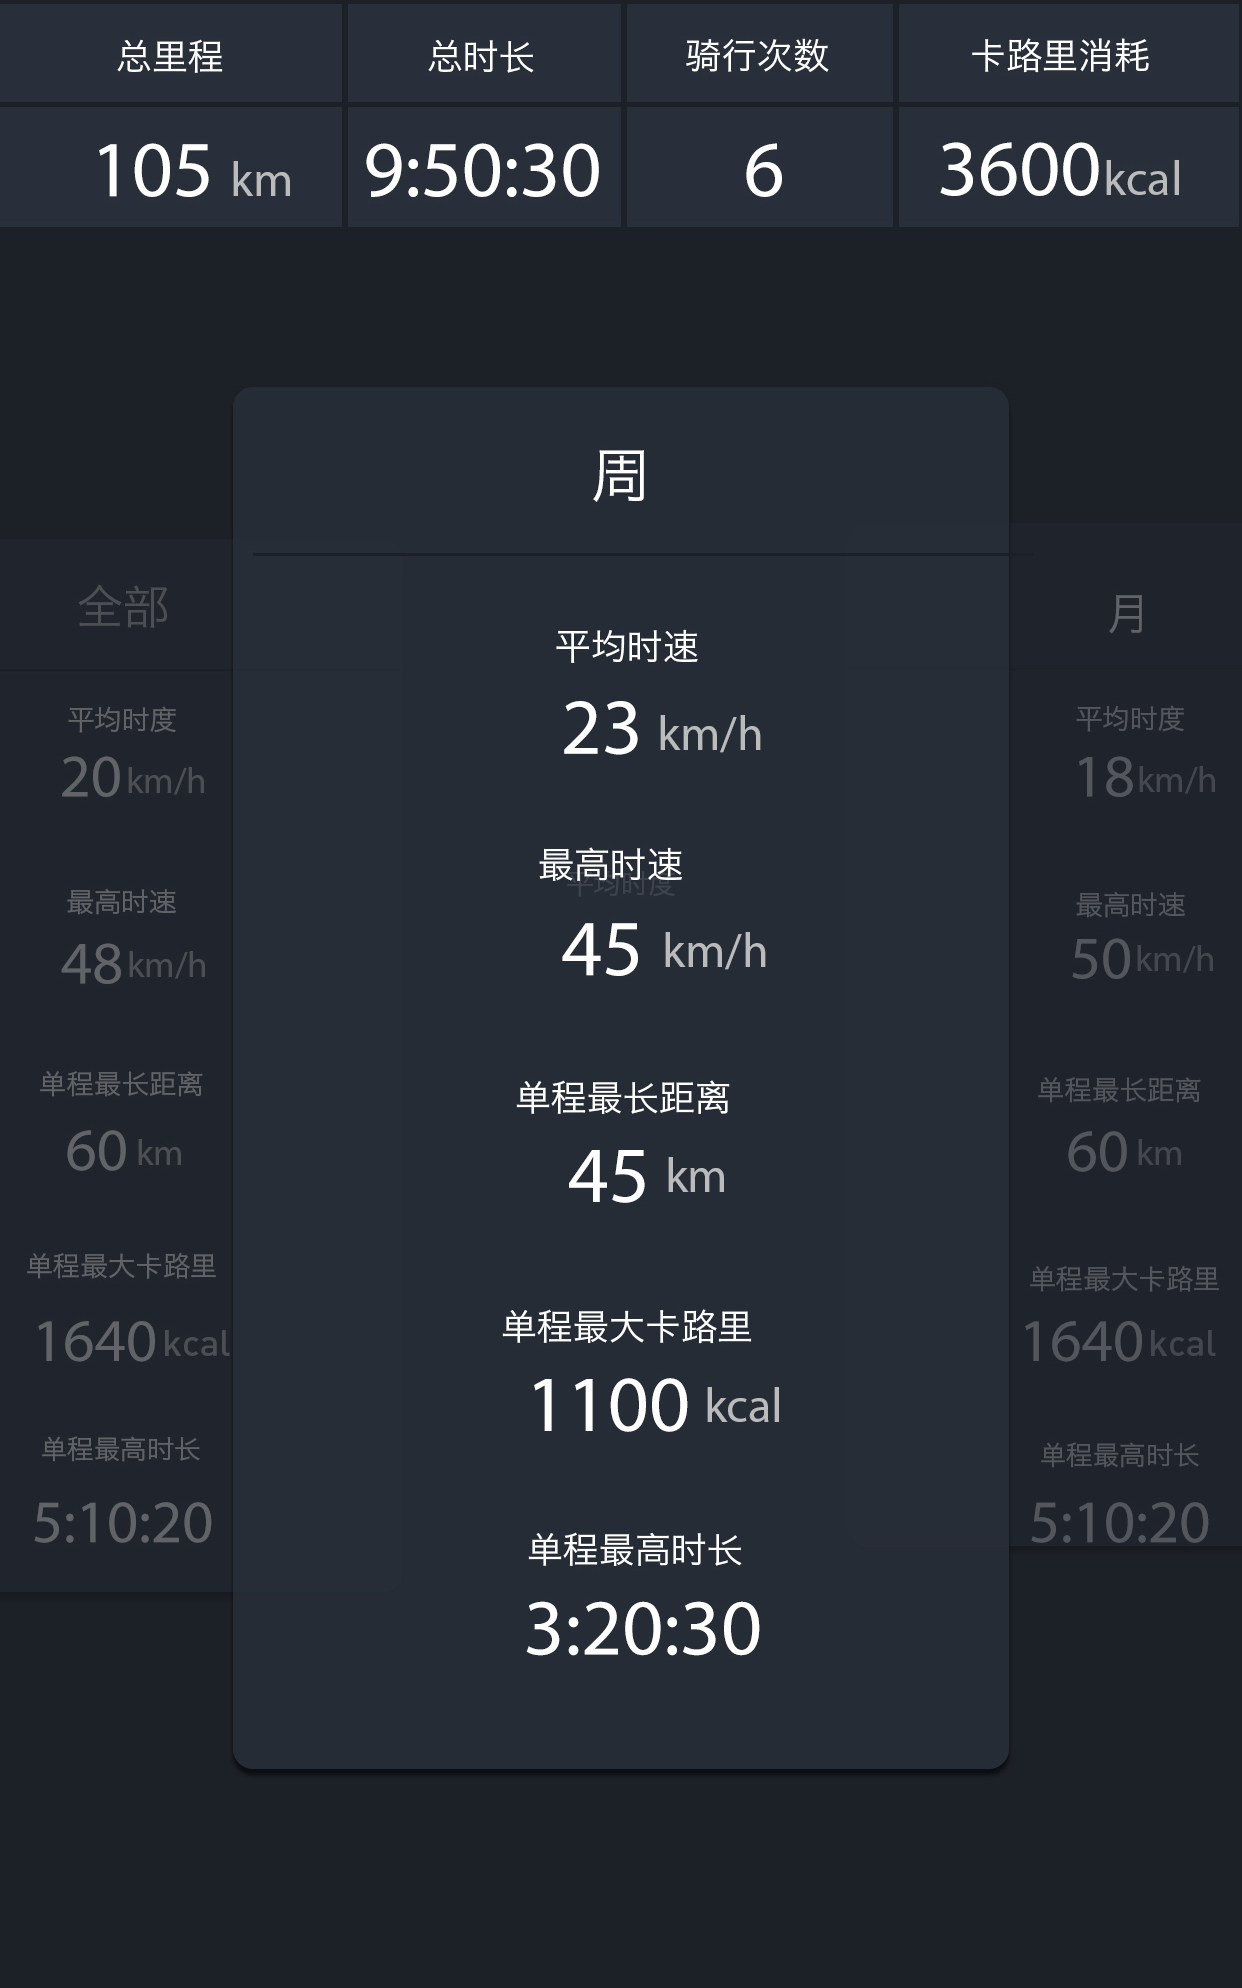 总里程 总时长 骑行次数 卡路里消耗
105 km 9:50:30 6 3600kcal
周
平均时速
23 km/h
最高时速
平均时度
45 km/h
单程最长距离
45 km
单程最大卡路里
1100 kcal
单程最高时长
3:20:30
全部
平均时度
20km/h
最高时速
48km/h
单程最长距离
60 km
单程最大卡路里
1640 kcal
单程最高时长
5:10:20
月
平均时度
18km/h
最高时速
50km/h
单程最长距离
60 km
单程最大卡路里
1640 kcal
单程最高时长
5:10:20